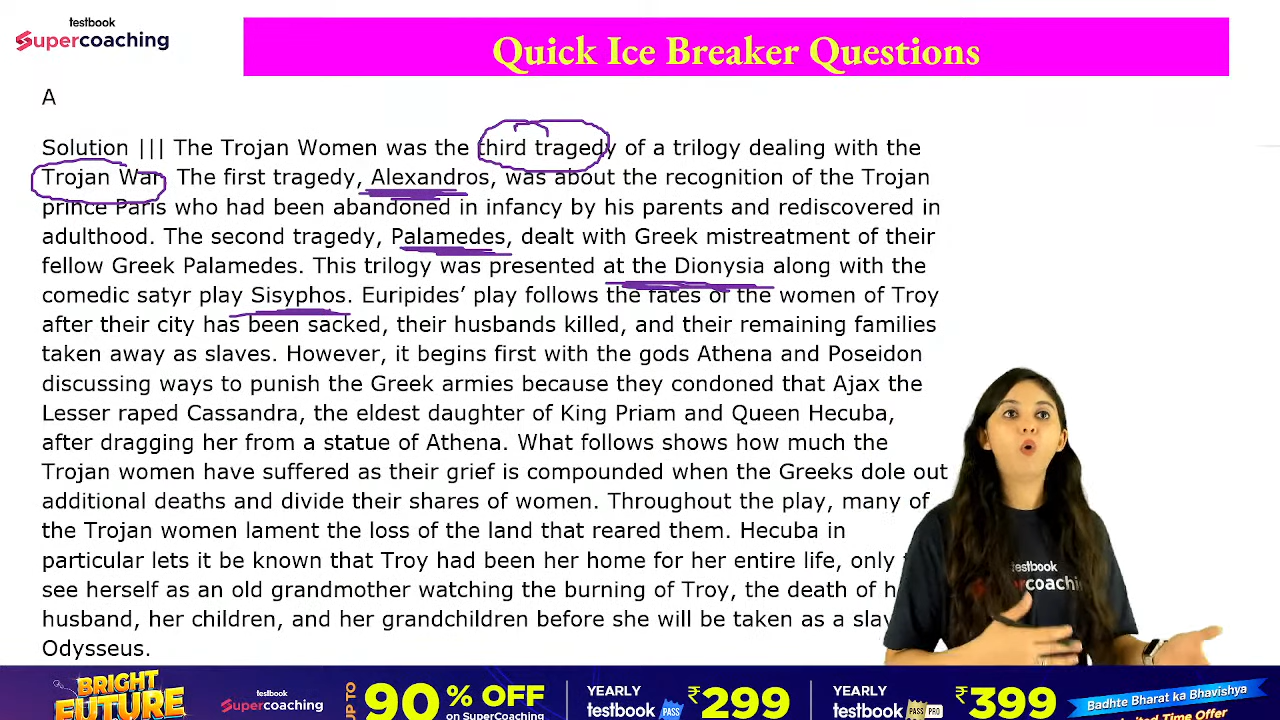 testbook
Supercoaching
Quick Ice Breaker Questions
A
Solution ||| The Trojan Women was the third tragedy of a trilogy dealing with the
Trojan War. The first tragedy, Alexandros, was about the recognition of the Trojan
prince Paris who had been abandoned in infancy by his parents and rediscovered in
adulthood. The second tragedy, Palamedes, dealt with Greek mistreatment of their
fellow Greek Palamedes. This trilogy was presented at the Dionysia along with the
comedic satyr play Sisyphos. Euripides’ play follows the fates of the women of Troy
after their city has been sacked, their husbands killed, and their remaining families
taken away as slaves. However, it begins first with the gods Athena and Poseidon
discussing ways to punish the Greek armies because they condoned that Ajax the
Lesser raped Cassandra, the eldest daughter of King Priam and Queen Hecuba,
after dragging her from a statue of Athena. What follows shows how much the
Trojan women have suffered as their grief is compounded when the Greeks dole out
additional deaths and divide their shares of women. Throughout the play, many of
the Trojan women lament the loss of the land that reared them. Hecuba in
particular lets it be known that Troy had been her home for her entire life, only
see herself as an old grandmother watching the burning of Troy, the death of
husband, her children, and her grandchildren before she will be taken as a
Odysseus.
testbook
BRIGHT
FUTURE
testbook
Supercoaching
UPTO
90% OFF
on SuperCoaching
YEARLY
testbook PASS
₹299
YEARLY
testbook PASS PRO
₹399
Badhte Bharat ka Bhavishya
Time Offer